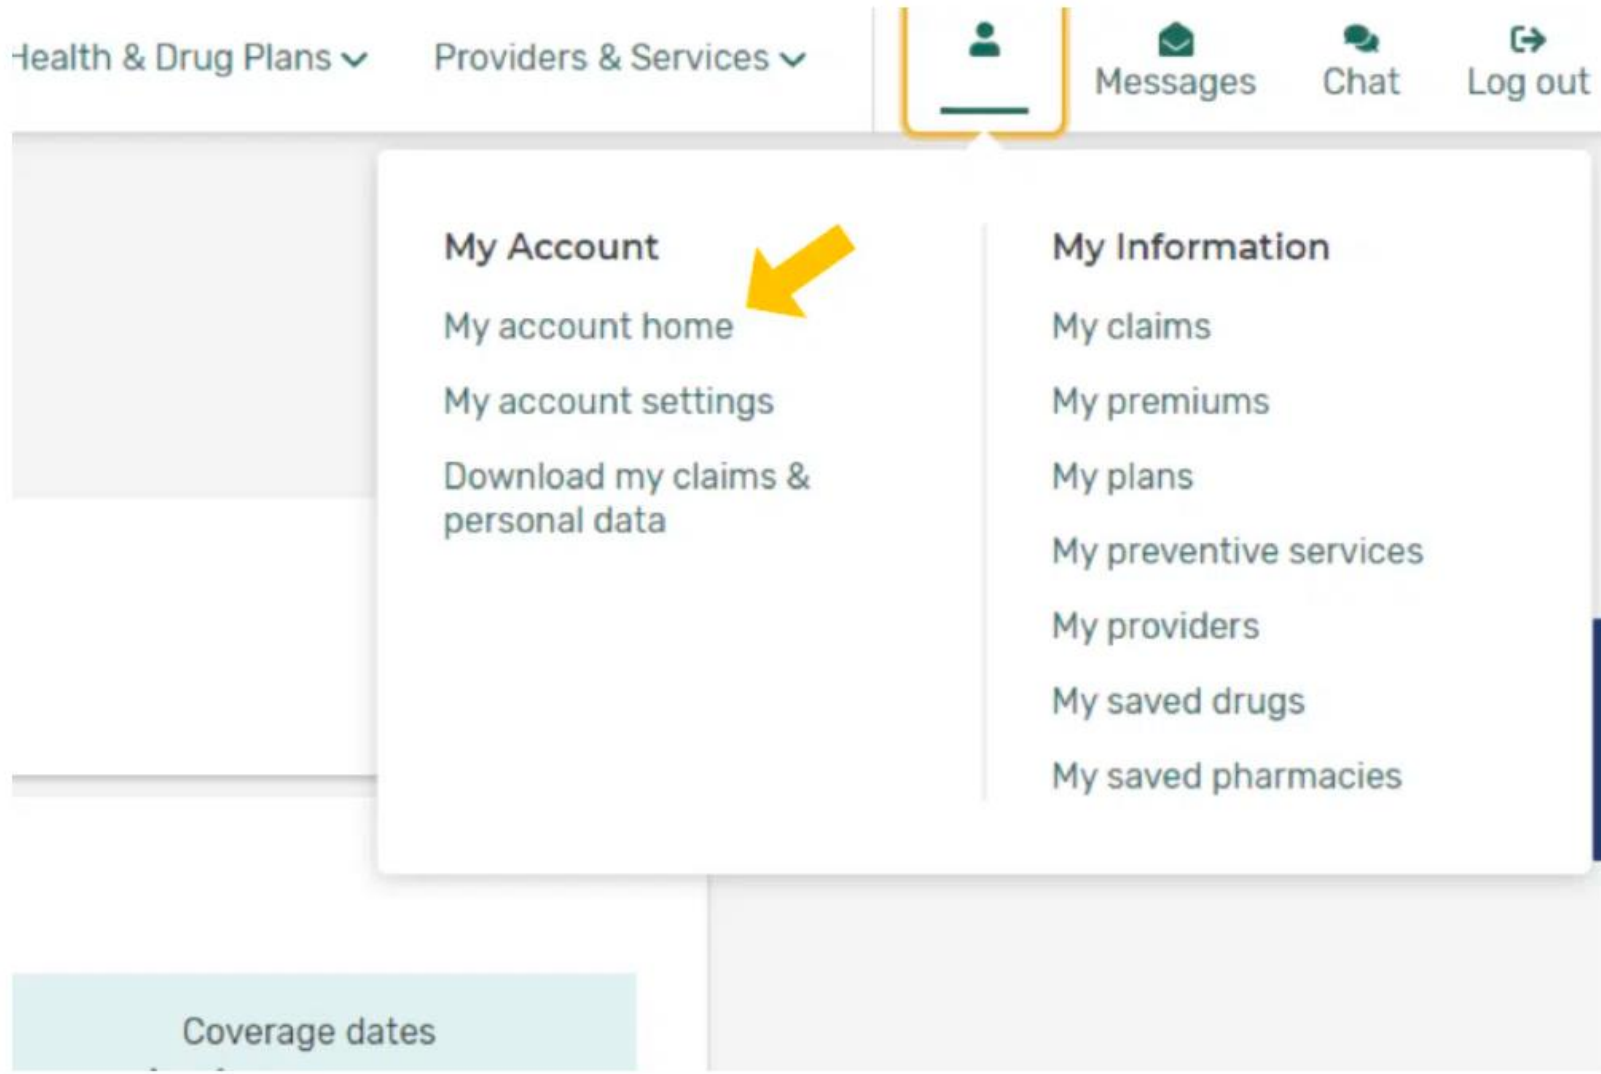 Health & Drug Plans
Providers & Services
Messages
Chat
Log out
My Account
My account home
My account settings
Download my claims &
personal data
My Information
My claims
My premiums
My plans
My preventive services
My providers
My saved drugs
My saved pharmacies
Coverage dates